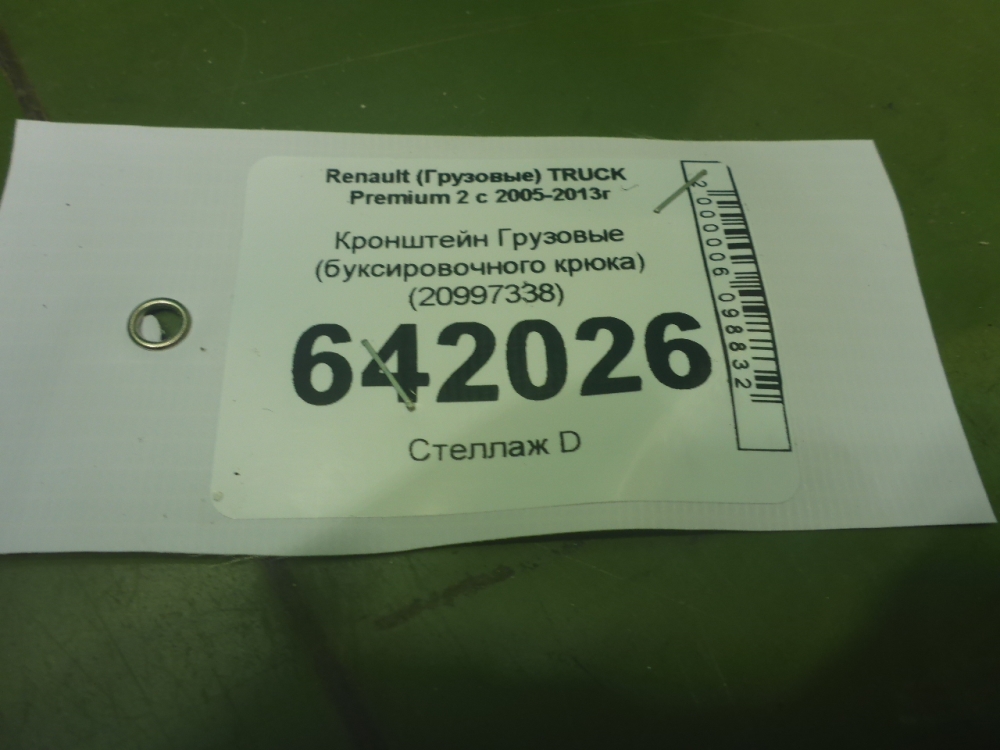 Renault (Грузовые) TRUCK
Premium 2 с 2005-2013г
Кронштейн Грузовые
(буксировочного крюка)
(20997338)
642026
Стеллаж D
2000006098832